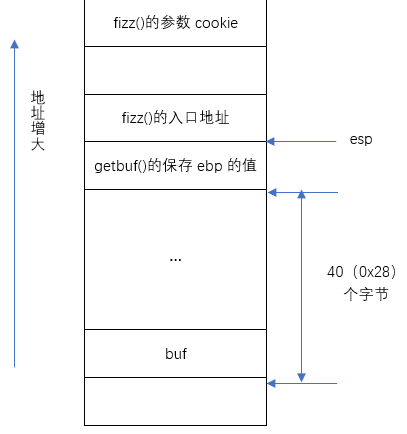 fizz()的参数 cookie
地址增大
fizz()的入口地址
esp
getbuf()的保存 ebp 的值
...
40（0x28）
个字节
buf